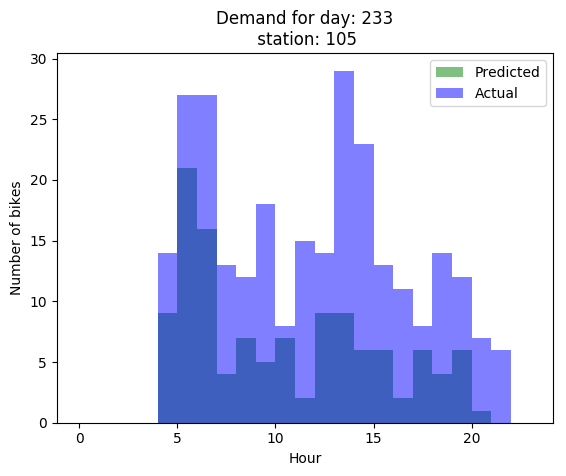 Demand for day: 233
station: 105
Predicted
Actual
Number of bikes
30
25
20
15
10
5
0
0 5 10 15 20
Hour